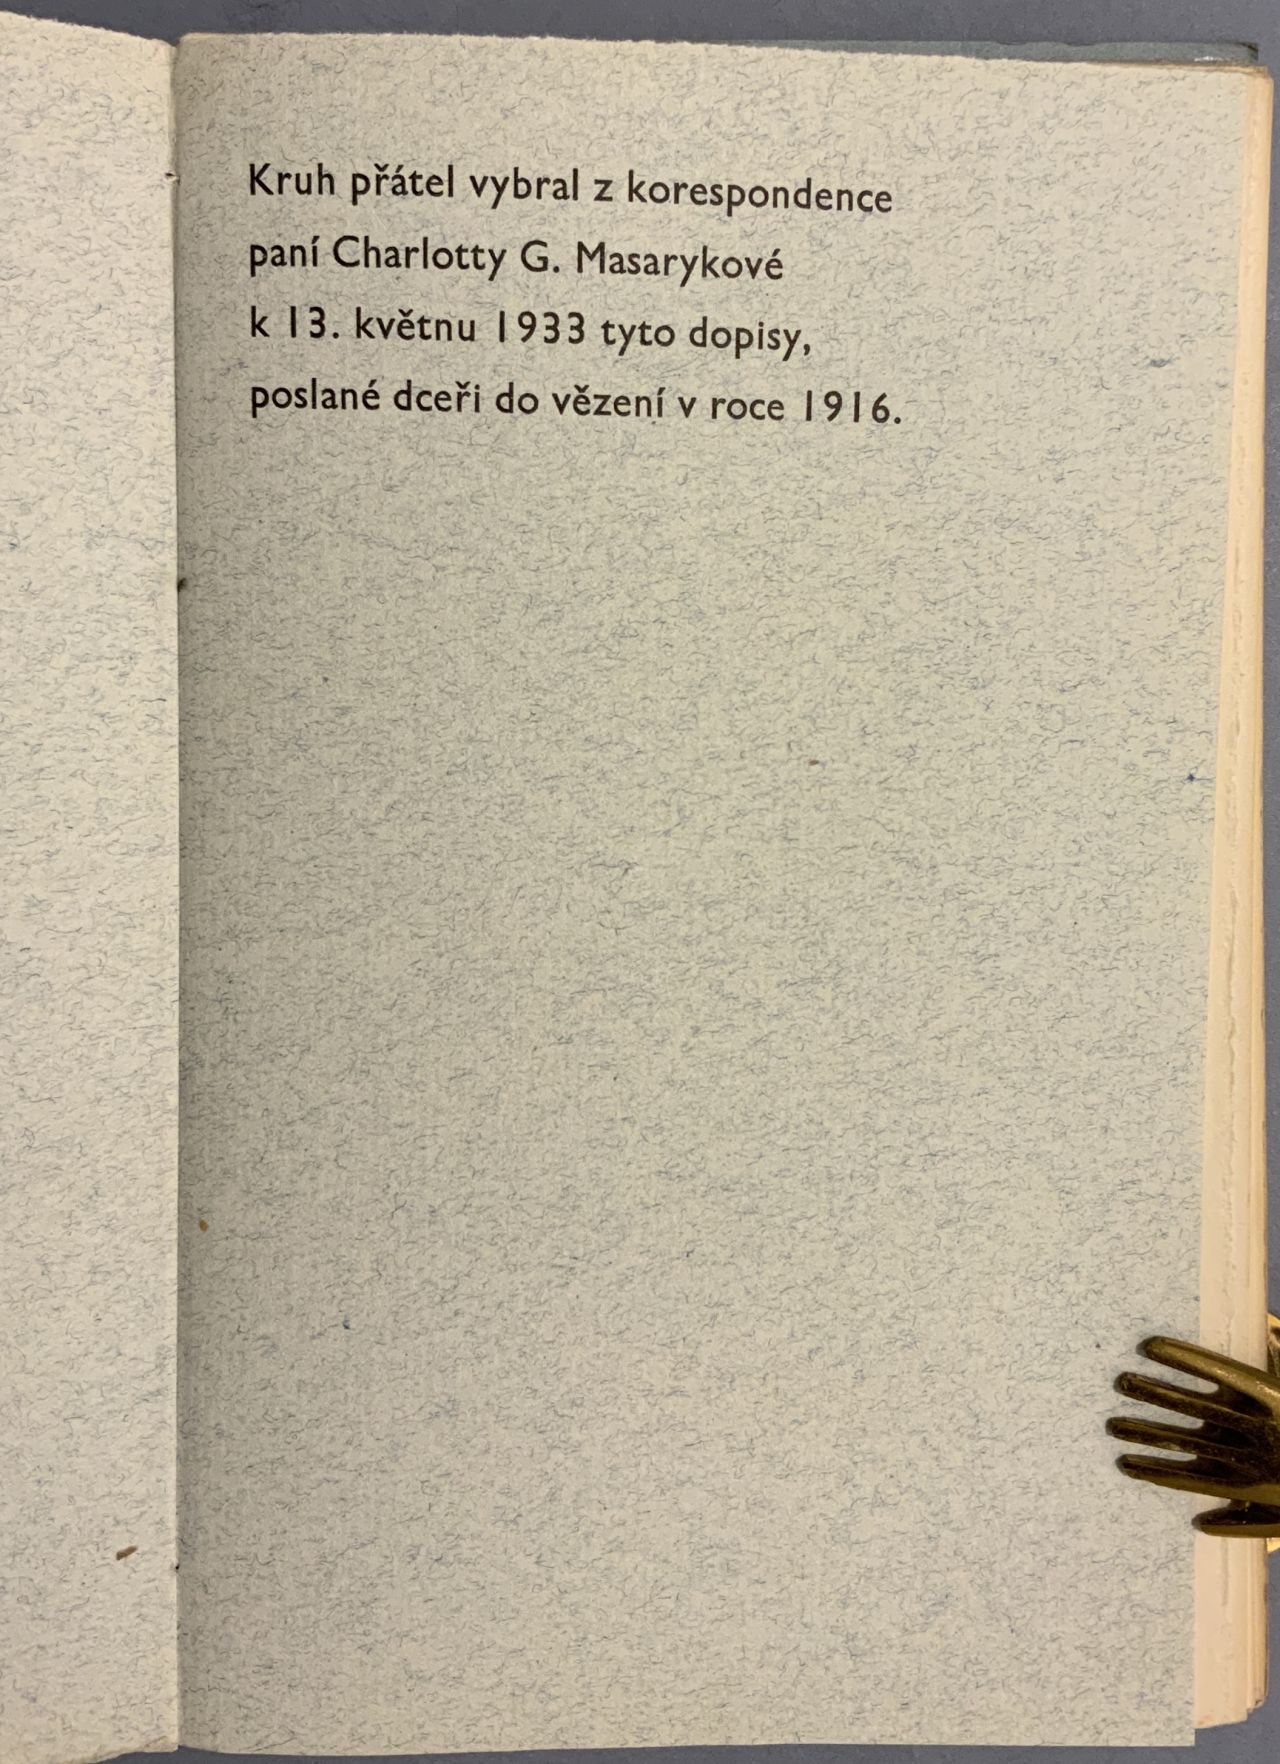 Kruh přátel vybral z korespondence
paní Charlotty G. Masarykové
k 13. květnu 1933 tyto dopisy,
poslané dceři do vězení v roce 1916.